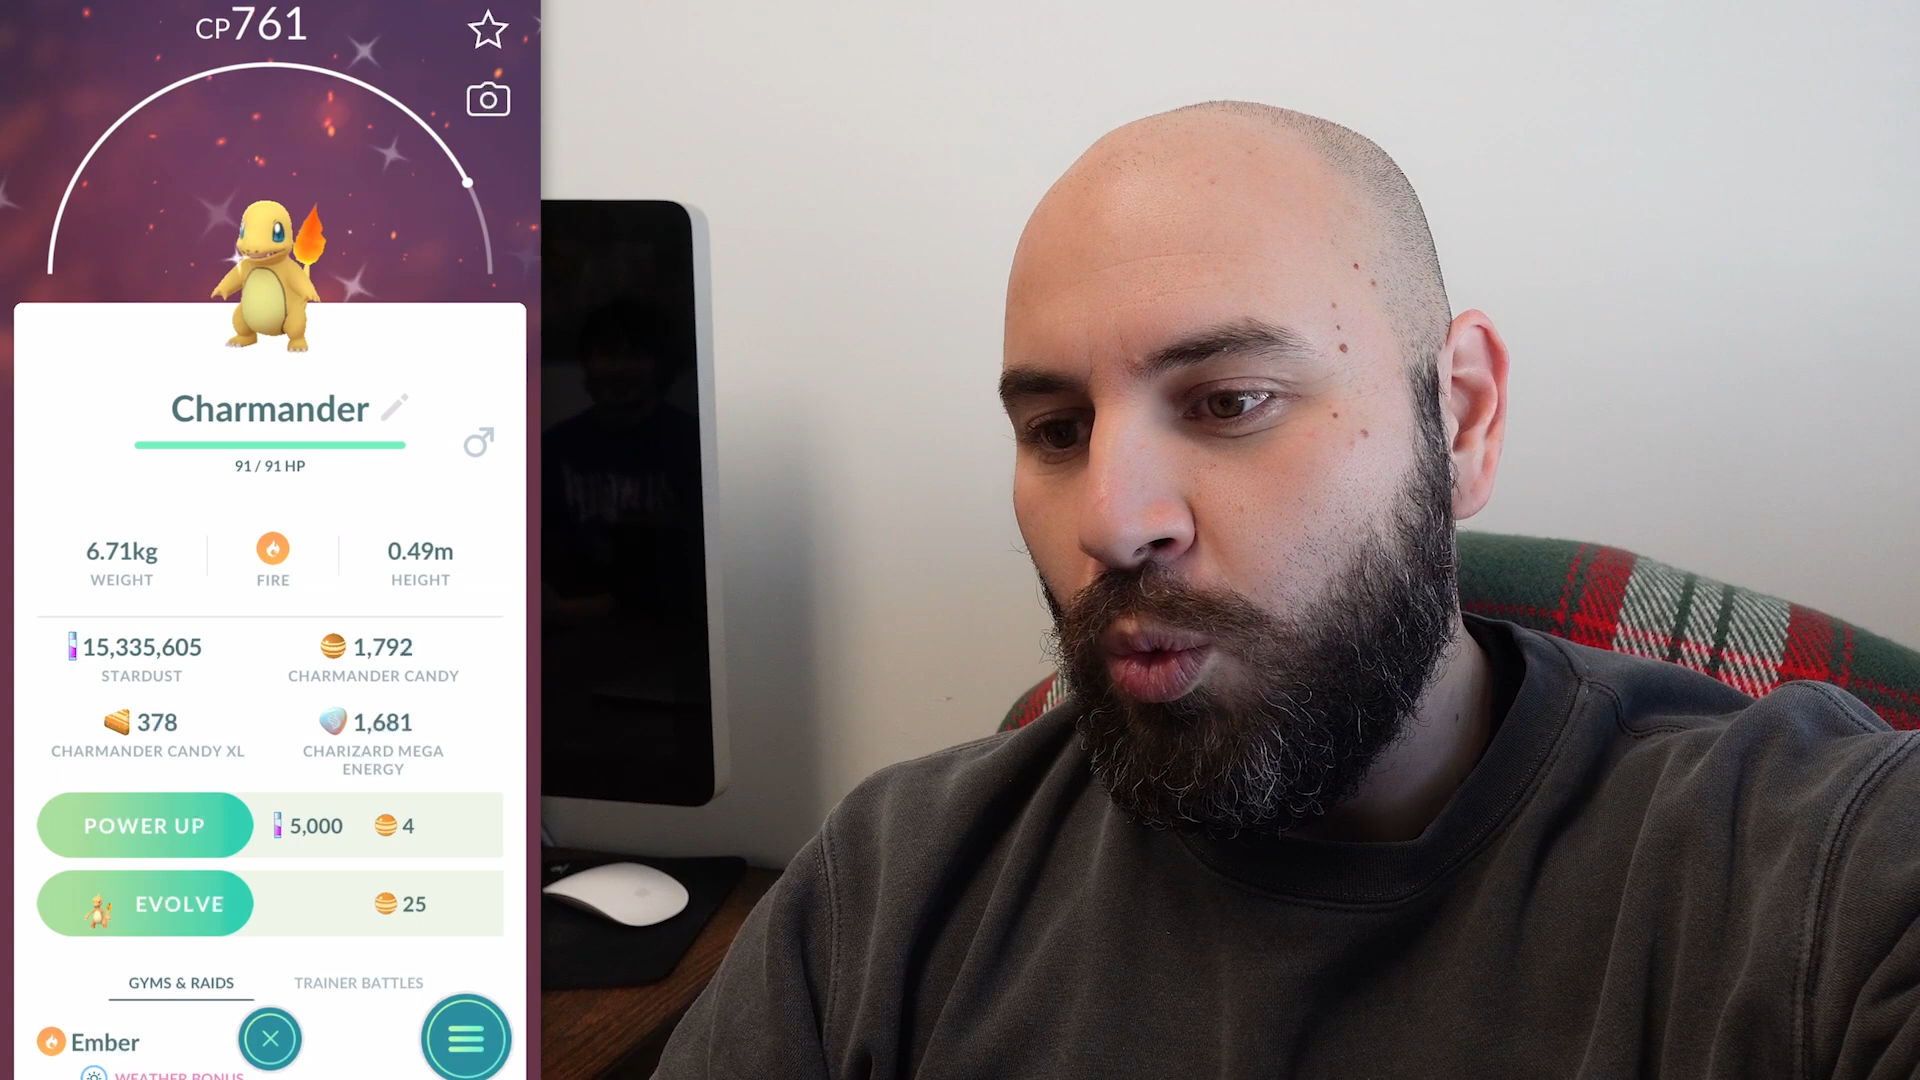 CP761
Charmander
91 / 91 HP
6.71kg
WEIGHT
FIRE
0.49m
HEIGHT
15,335,605
STARDUST
1,792
CHARMANDER CANDY
378
CHARMANDER CANDY XL
1,681
CHARIZARD MEGA
ENERGY
POWER UP
5,000
4
EVOLVE
25
GYMS & RAIDS
TRAINER BATTLES
Ember
WEATHER BONUS